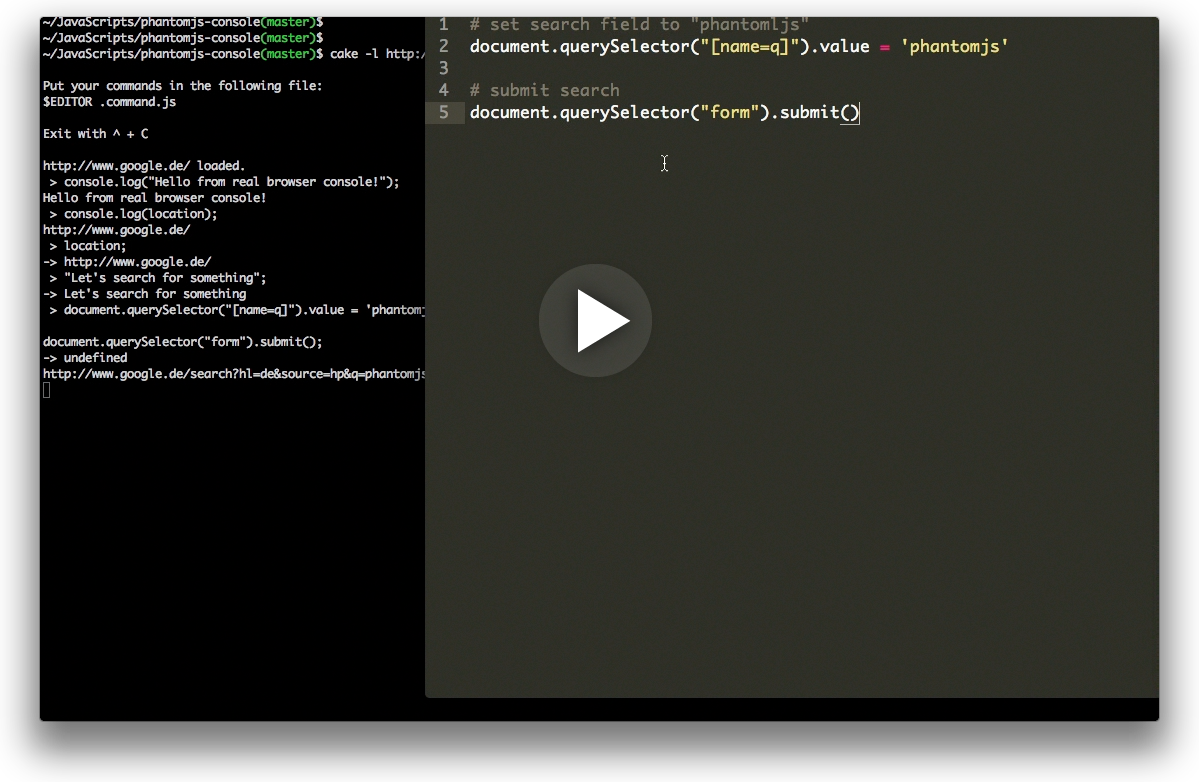 ~/JavaScripts/phantomjs-console(master)$
~/JavaScripts/phantomjs-console(master)$
~/JavaScripts/phantomjs-console(master)$ cake -l http:/
Put your commands in the following file:
$EDITOR .command.js
Exit with ^ + C
http://www.google.de/ loaded.
> console.log("Hello from real browser console!");
Hello from real browser console!
> console.log(location);
http://www.google.de/
> location;
-> http://www.google.de/
> "Let's search for something";
-> Let's search for something
> document.querySelector("[name=q]").value = 'phantomj
document.querySelector("form").submit();
-> undefined
http://www.google.de/search?hl=de&source=hp&q=phantomjs
1 # set search field to "phantomljs"
2 document.querySelector("[name=q]").value = 'phantomjs'
3
4 # submit search
5 document.querySelector("form").submit()